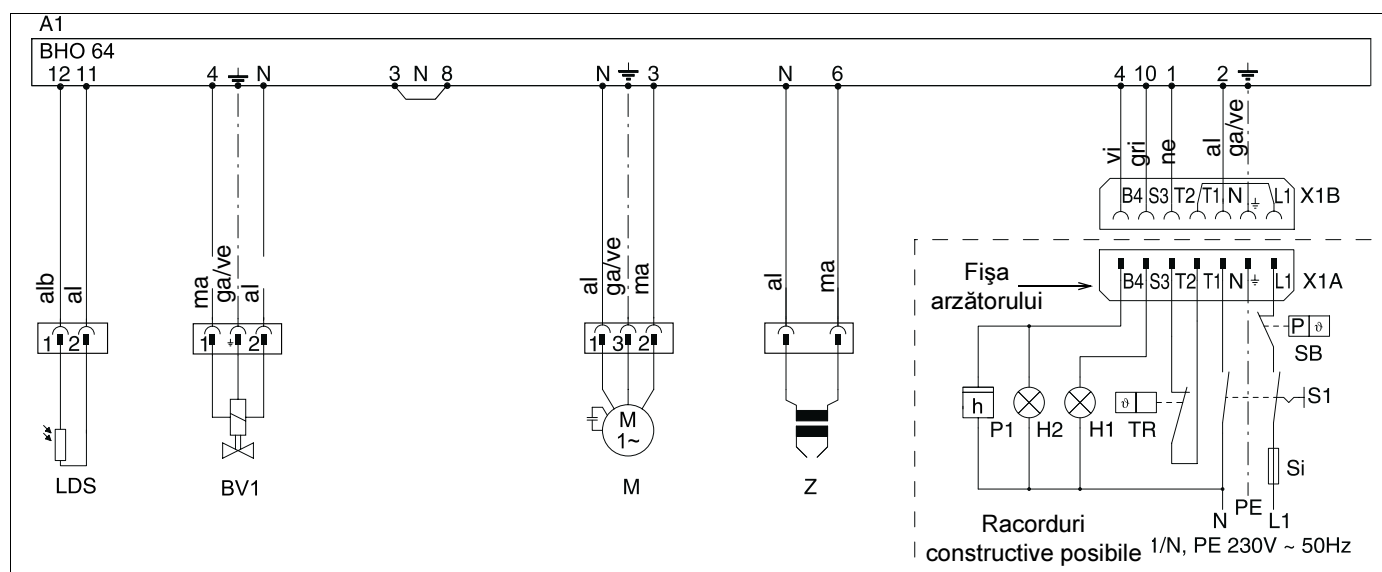 A1
BHO 64
12 11 4 N 3 N 8 N 3 N 6 4 10 1 2
vi gri ne al ga/ve
B4 S3 T2 T1 N L1 X1B
alb al ma ga/ve al al ga/ve ma al ma
Fişa
arzătorului
B4 S3 T2 T1 N L1 X1A
1 2 1 2 1 3 2
P ϑ
SB
S1
h ϑ
M
1~
P1 H2 H1 TR
Si
LDS BV1 M Z
PE
N L1
Racorduri
constructive posibile
1/N, PE 230V ~ 50Hz